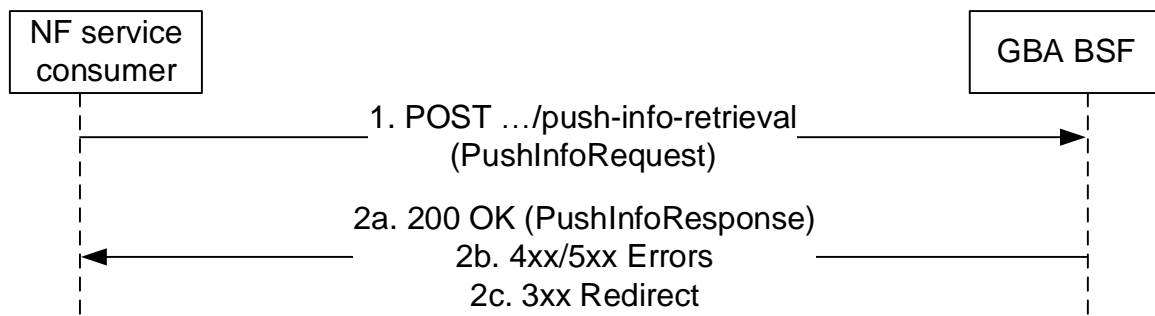 NF service
consumer
GBA BSF
1. POST …/push-info-retrieval
(PushInfoRequest)
2a. 200 OK (PushInfoResponse)
2b. 4xx/5xx Errors
2c. 3xx Redirect